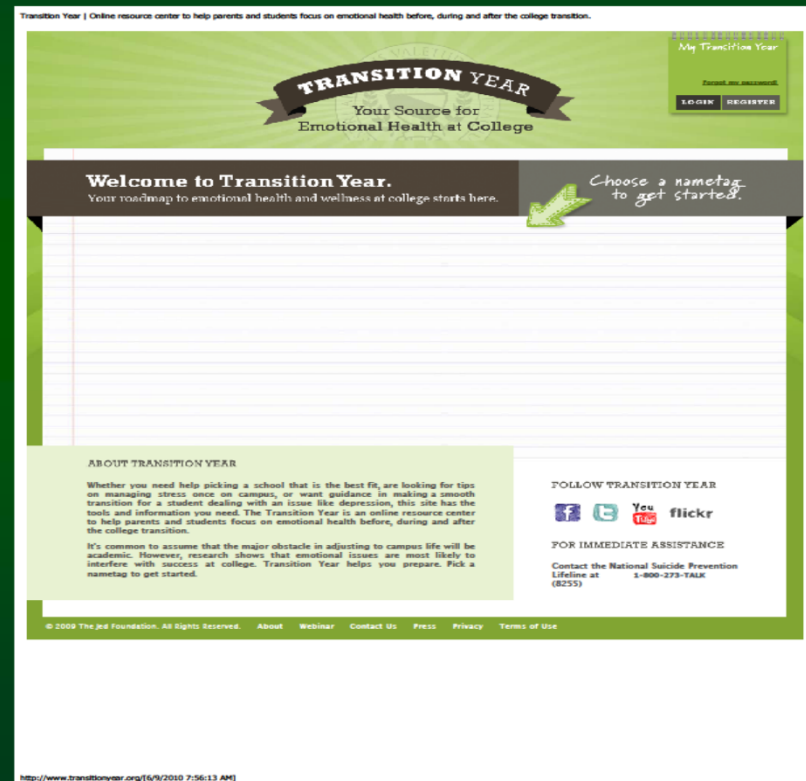 Transition Year | Online resource center to help parents and students focus on emotional health before, during and after the college transition.
My Transition Year
Forgot my password!
LOGIN REGISTER
TRANSITION YEAR
Your Source for
Emotional Health at College
Welcome to Transition Year.
Your roadmap to emotional health and wellness at college starts here.
Choose a nametag
to get started.
ABOUT TRANSITION YEAR
Whether you need help picking a school that is the best fit, are looking for tips
on managing stress once on campus, or want guidance in making a smooth
transition for a student dealing with an issue like depression, this site has the
tools and information you need. The Transition Year is an online resource center
to help parents and students focus on emotional health before, during and after
the college transition.
It's common to assume that the major obstacle in adjusting to campus life will be
academic. However, research shows that emotional issues are most likely to
interfere with success at college. Transition Year helps you prepare. Pick a
nametag to get started.
FOLLOW TRANSITION YEAR
f t You Tube flickr
FOR IMMEDIATE ASSISTANCE
Contact the National Suicide Prevention
Lifeline at 1-800-273-TALK
(8255)
© 2009 The Jed Foundation. All Rights Reserved. About Webinar Contact Us Press Privacy Terms of Use
http://www.transitionyear.org/[6/9/2010 7:56:13 AM]